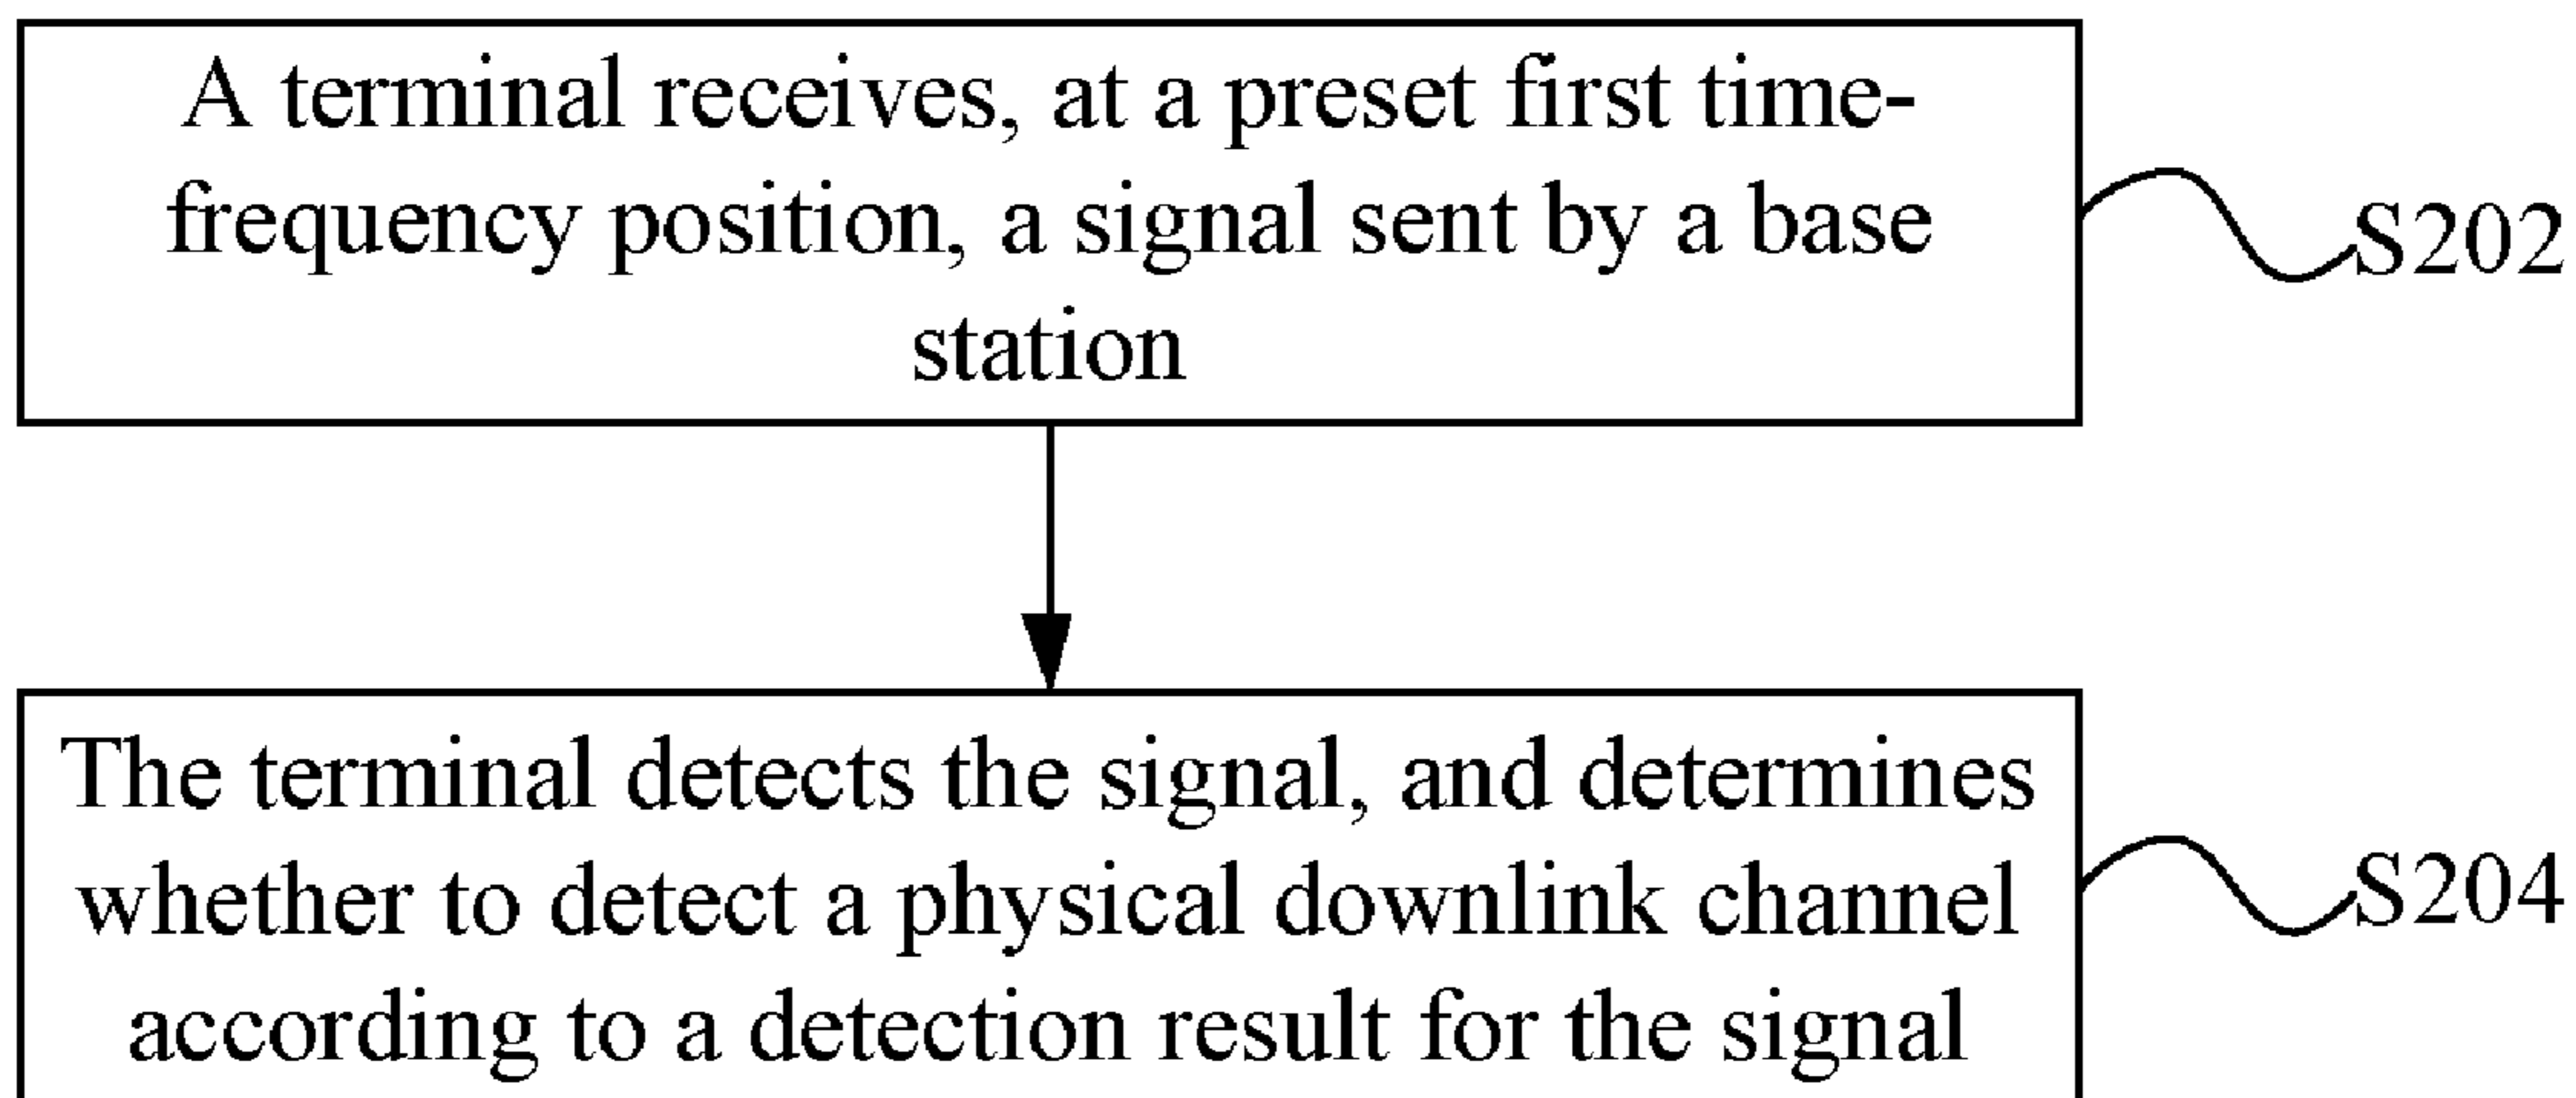 A terminal receives, at a preset first time-
frequency position, a signal sent by a base
station
S202
The terminal detects the signal, and determines
whether to detect a physical downlink channel
according to a detection result for the signal
S204